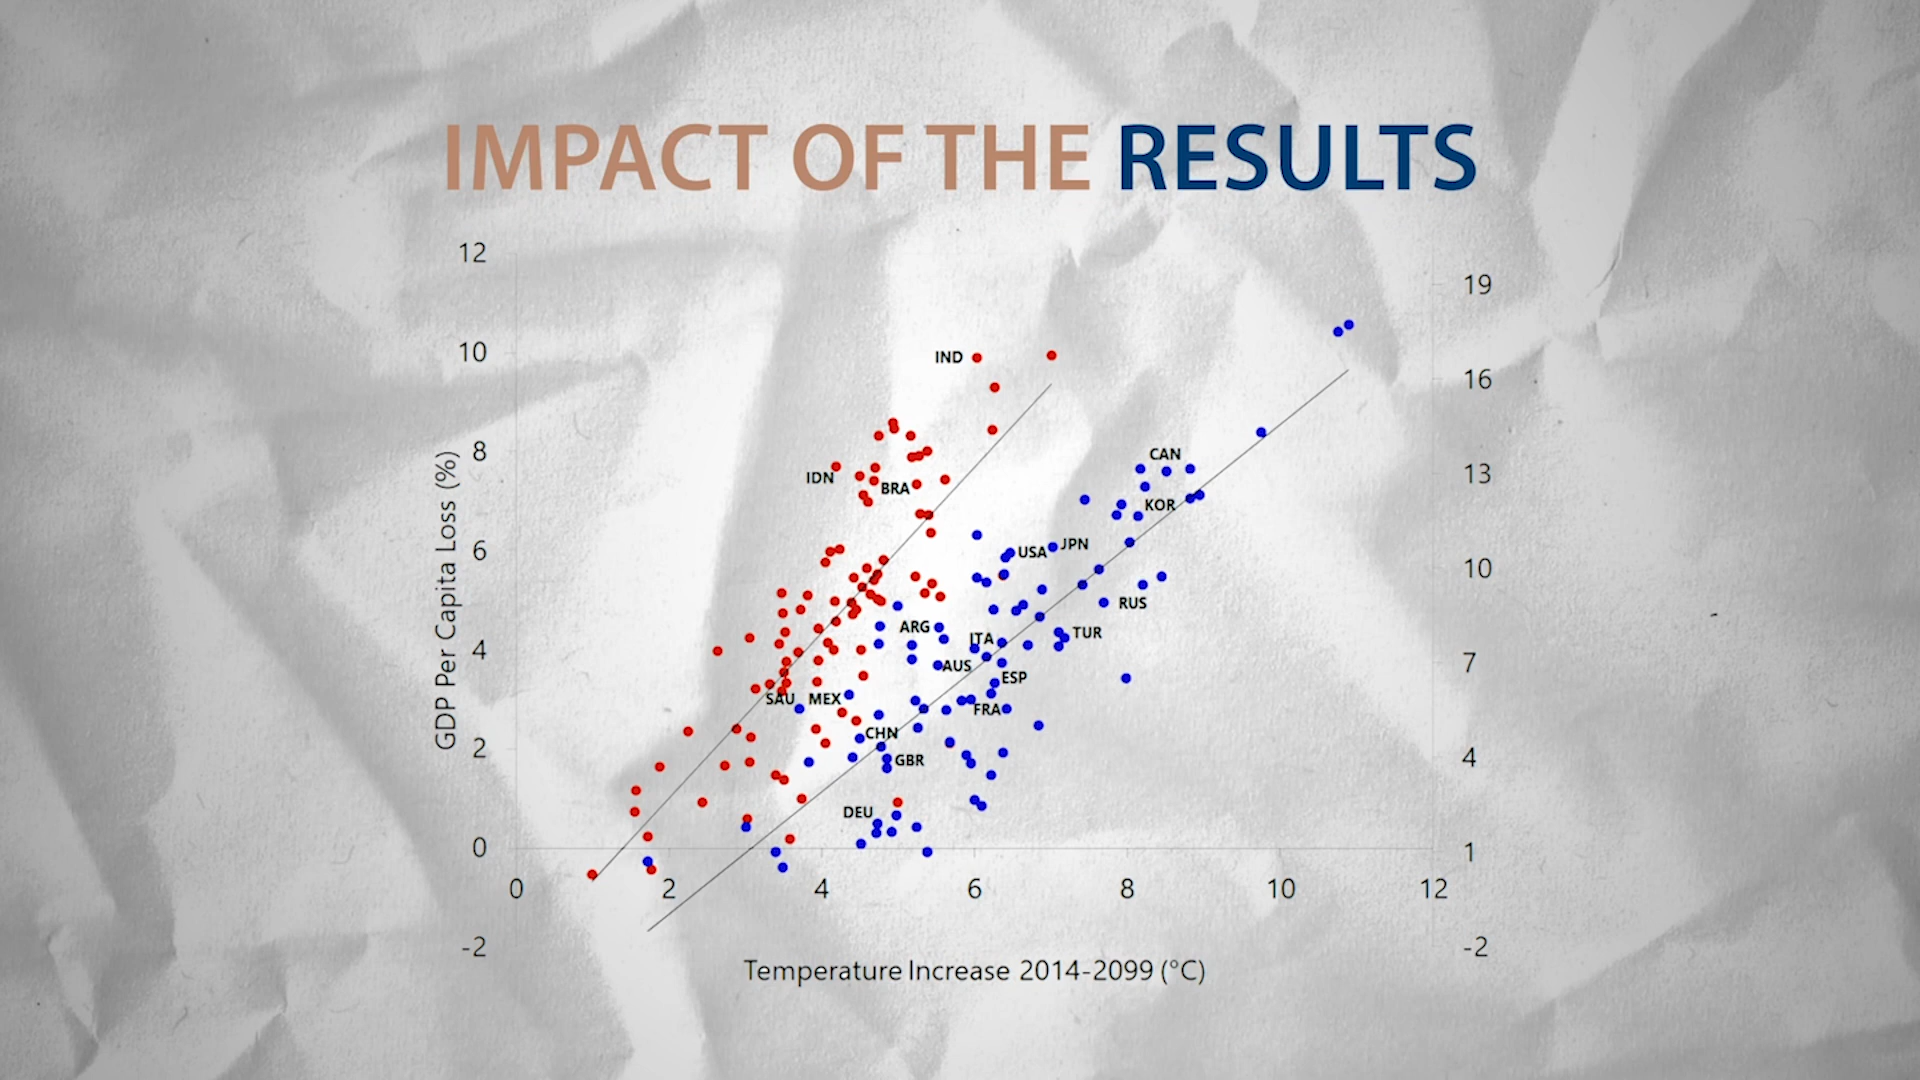 IMPACT OF THE RESULTS
12
19
10
IND
16
CAN
8
IDN
BRA
13
KOR
GDP Per Capita Loss (%)
6
USA
JPN
10
RUS
ARG
ITA
TUR
4
AUS
7
ESP
SAU
MEX
FRA
CHN
2
GBR
4
DEU
0
1
0 2 4 6 8 10 12
-2
-2
Temperature Increase 2014-2099 (°C)